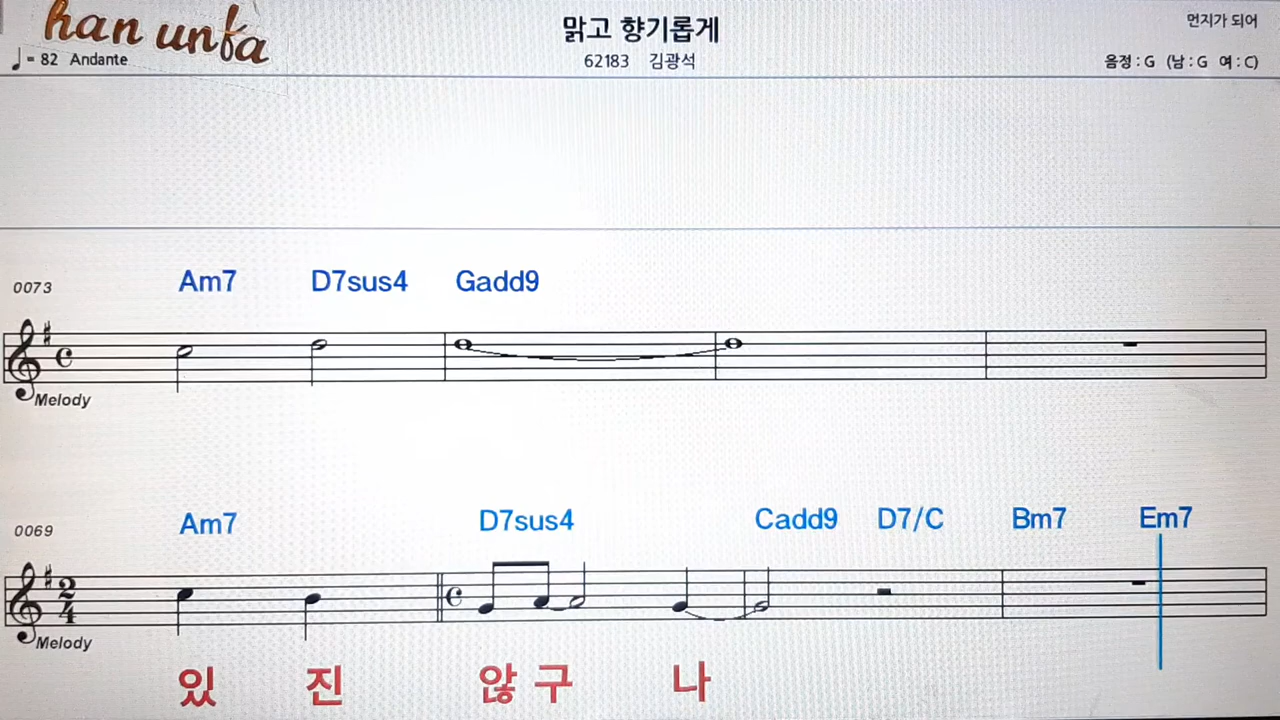 han unfa
맑고 향기롭게
먼지가 되어
♩= 82 Andante
62183 김광석
음정 : G (남 : G 여 : C)
0073
Am7 D7sus4 Gadd9
Melody
0069
Am7 D7sus4 Cadd9 D7/C Bm7 Em7
2
4
Melody
있 진 않 구 나